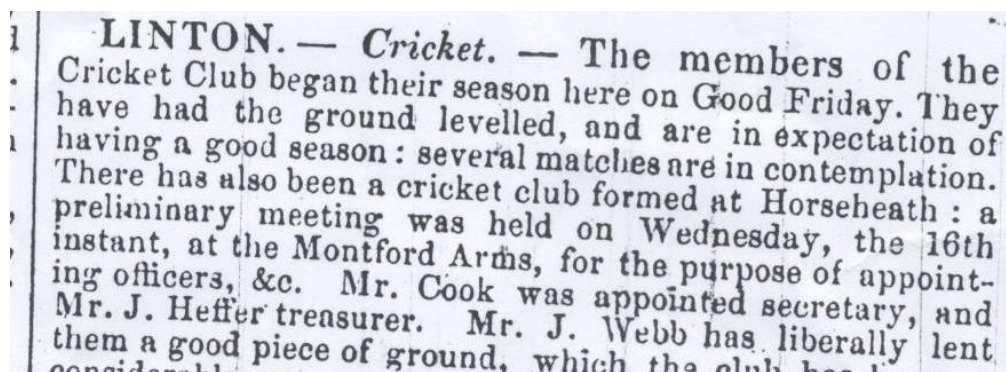 LINTON. — Cricket. — The members of the
Cricket Club began their season here on Good Friday. They
have had the ground levelled, and are in expectation of
having a good season: several matches are in contemplation.
There has also been a cricket club formed at Horseheath: a
preliminary meeting was held on Wednesday, the 16th
instant, at the Montford Arms, for the purpose of appoint-
ing officers, &c. Mr. Cook was appointed secretary, and
Mr. J. Heffer treasurer. Mr. J. Webb has liberally lent
them a good piece of ground, which the club has